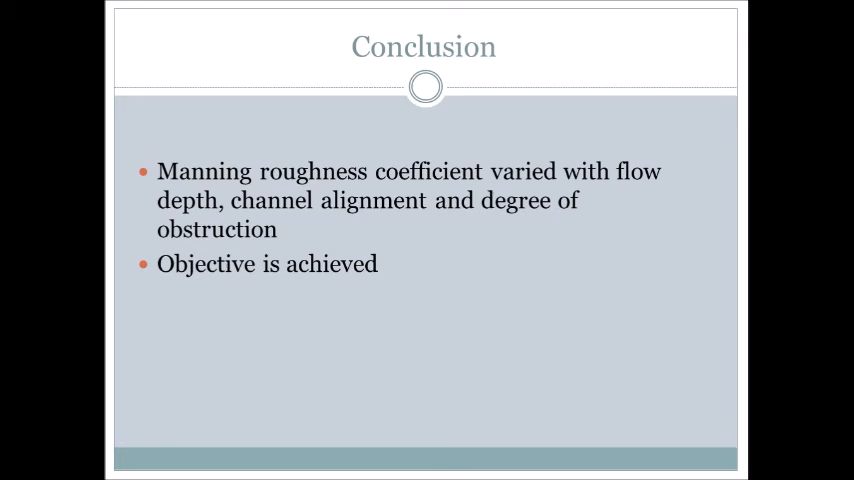 Conclusion
• Manning roughness coefficient varied with flow
depth, channel alignment and degree of
obstruction
• Objective is achieved